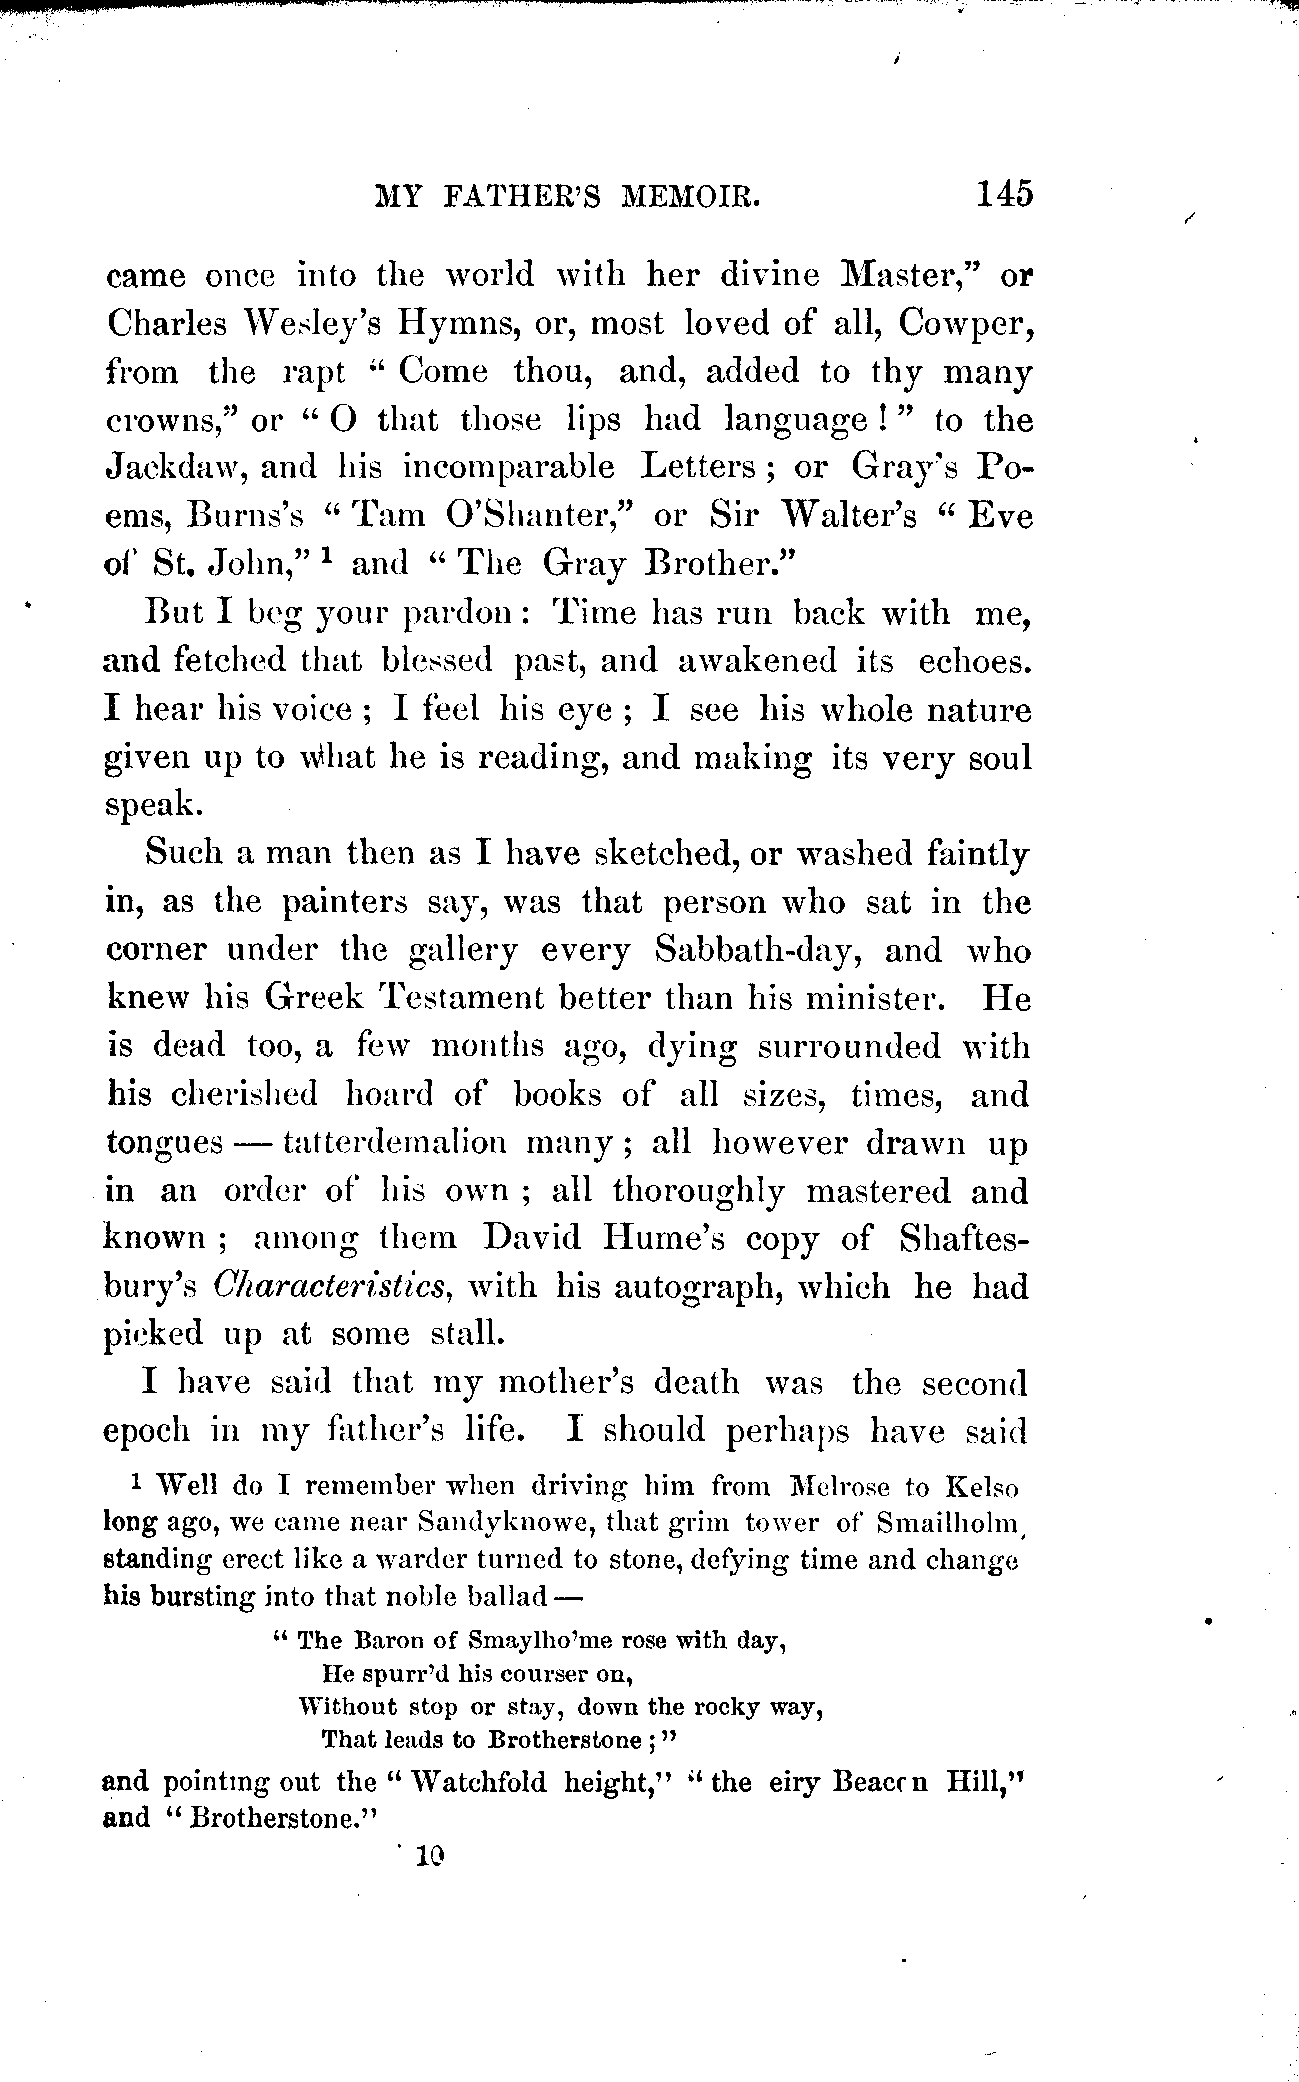 MY FATHER'S MEMOIR. 145
came once into the world with her divine Master,” or
Charles Wesley's Hymns, or, most loved of all, Cowper,
from the rapt “ Come thou, and, added to thy many
crowns,” or “ O that those lips had language ! ” to the
Jackdaw, and his incomparable Letters ; or Gray's Po-
ems, Burns's “ Tam O'Shanter,” or Sir Walter's “ Eve
of St. John,” 1 and “ The Gray Brother.”
But I beg your pardon : Time has run back with me,
and fetched that blessed past, and awakened its echoes.
I hear his voice ; I feel his eye ; I see his whole nature
given up to what he is reading, and making its very soul
speak.
Such a man then as I have sketched, or washed faintly
in, as the painters say, was that person who sat in the
corner under the gallery every Sabbath-day, and who
knew his Greek Testament better than his minister. He
is dead too, a few months ago, dying surrounded with
his cherished hoard of books of all sizes, times, and
tongues — tatterdemalion many ; all however drawn up
in an order of his own ; all thoroughly mastered and
known ; among them David Hume's copy of Shaftes-
bury's Characteristics, with his autograph, which he had
picked up at some stall.
I have said that my mother's death was the second
epoch in my father's life. I should perhaps have said
1 Well do I remember when driving him from Melrose to Kelso
long ago, we came near Sandyknowe, that grim tower of Smailholm,
standing erect like a warder turned to stone, defying time and change
his bursting into that noble ballad —
“ The Baron of Smaylho'me rose with day,
He spurr'd his courser on,
Without stop or stay, down the rocky way,
That leads to Brotherstone ; ”
and pointing out the “ Watchfold height,” “ the eiry Beacon Hill,”
and “ Brotherstone.”
10